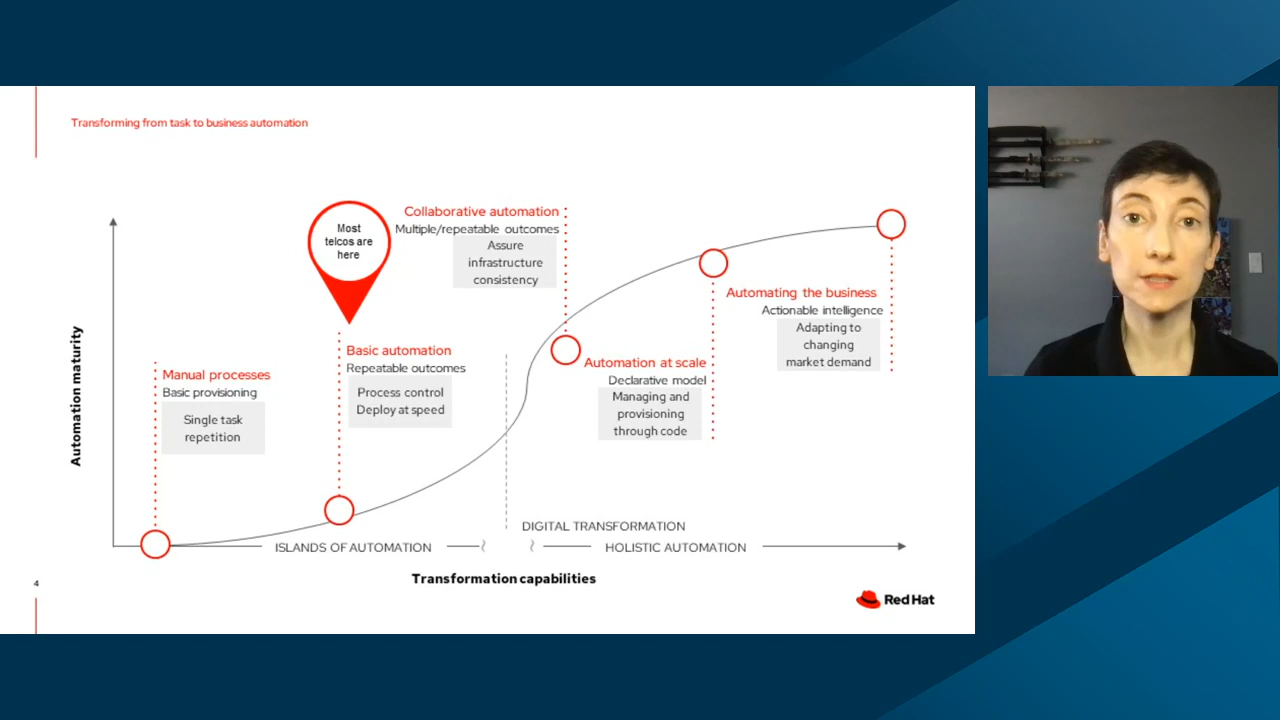 Transforming from task to business automation
Most
telcos are
here
Collaborative automation
Multiple/repeatable outcomes
Assure
infrastructure
consistency
Automating the business
Actionable intelligence
Adapting to
changing
market demand
Basic automation
Repeatable outcomes
Process control
Deploy at speed
Automation at scale
Declarative model
Managing and
provisioning
through code
Manual processes
Basic provisioning
Single task
repetition
Automation maturity
DIGITAL TRANSFORMATION
ISLANDS OF AUTOMATION
HOLISTIC AUTOMATION
Transformation capabilities
4
Red Hat